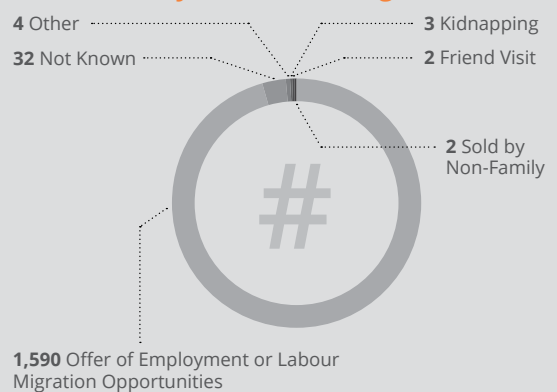 4 Other
3 Kidnapping
32 Not Known
2 Friend Visit
2 Sold by
Non-Family
#
1,590 Offer of Employment or Labour
Migration Opportunities